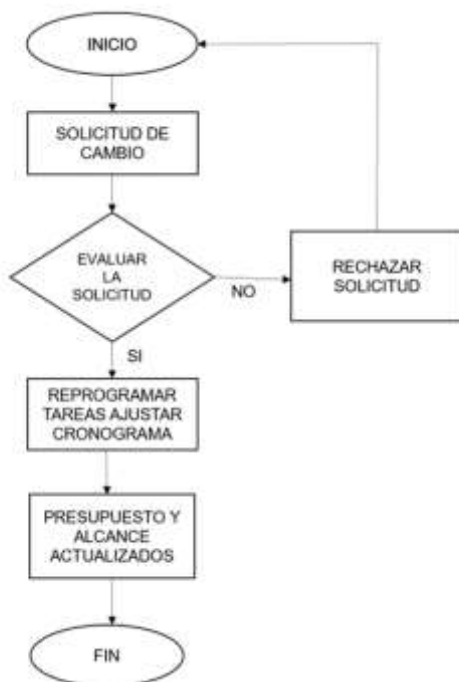 INICIO
SOLICITUD DE
CAMBIO
EVALUAR
LA
SOLICITUD
NO
RECHAZAR
SOLICITUD
SI
REPROGRAMAR
TAREAS AJUSTAR
CRONOGRAMA
PRESUPUESTO Y
ALCANCE
ACTUALIZADOS
FIN